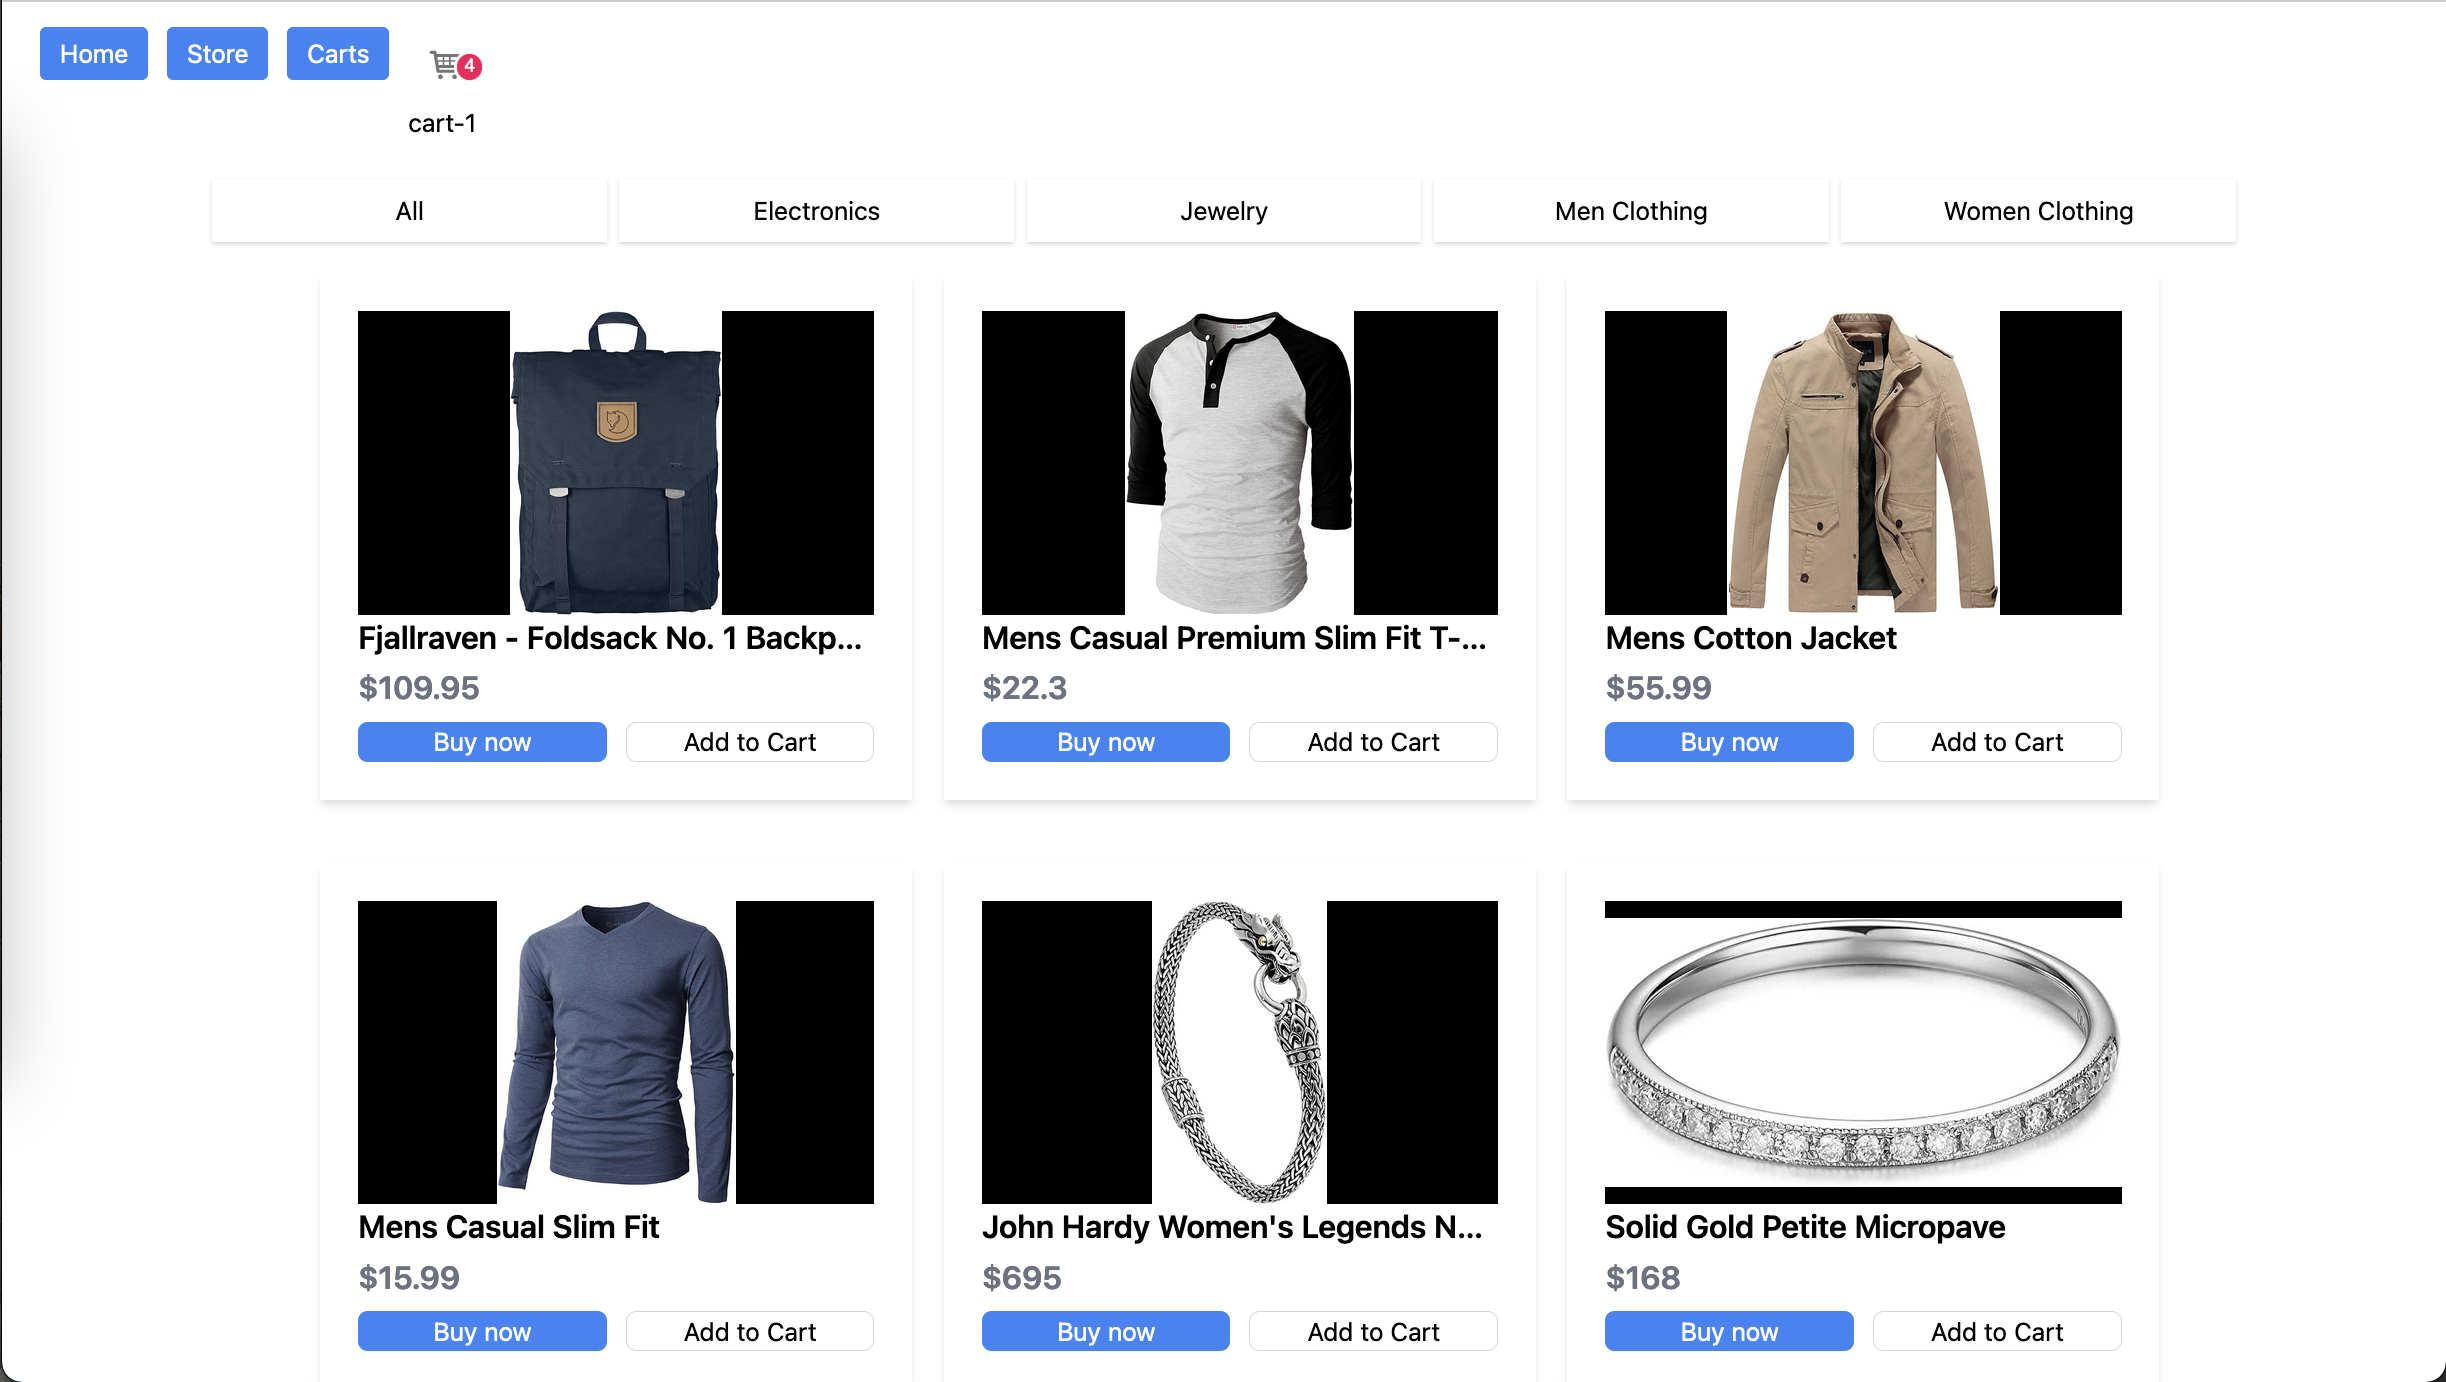 Home Store Carts 4
cart-1
All Electronics Jewelry Men Clothing Women Clothing
Fjallraven - Foldsack No. 1 Backp...
$109.95
Buy now Add to Cart
Mens Casual Premium Slim Fit T-...
$22.3
Buy now Add to Cart
Mens Cotton Jacket
$55.99
Buy now Add to Cart
Mens Casual Slim Fit
$15.99
Buy now Add to Cart
John Hardy Women's Legends N...
$695
Buy now Add to Cart
Solid Gold Petite Micropave
$168
Buy now Add to Cart